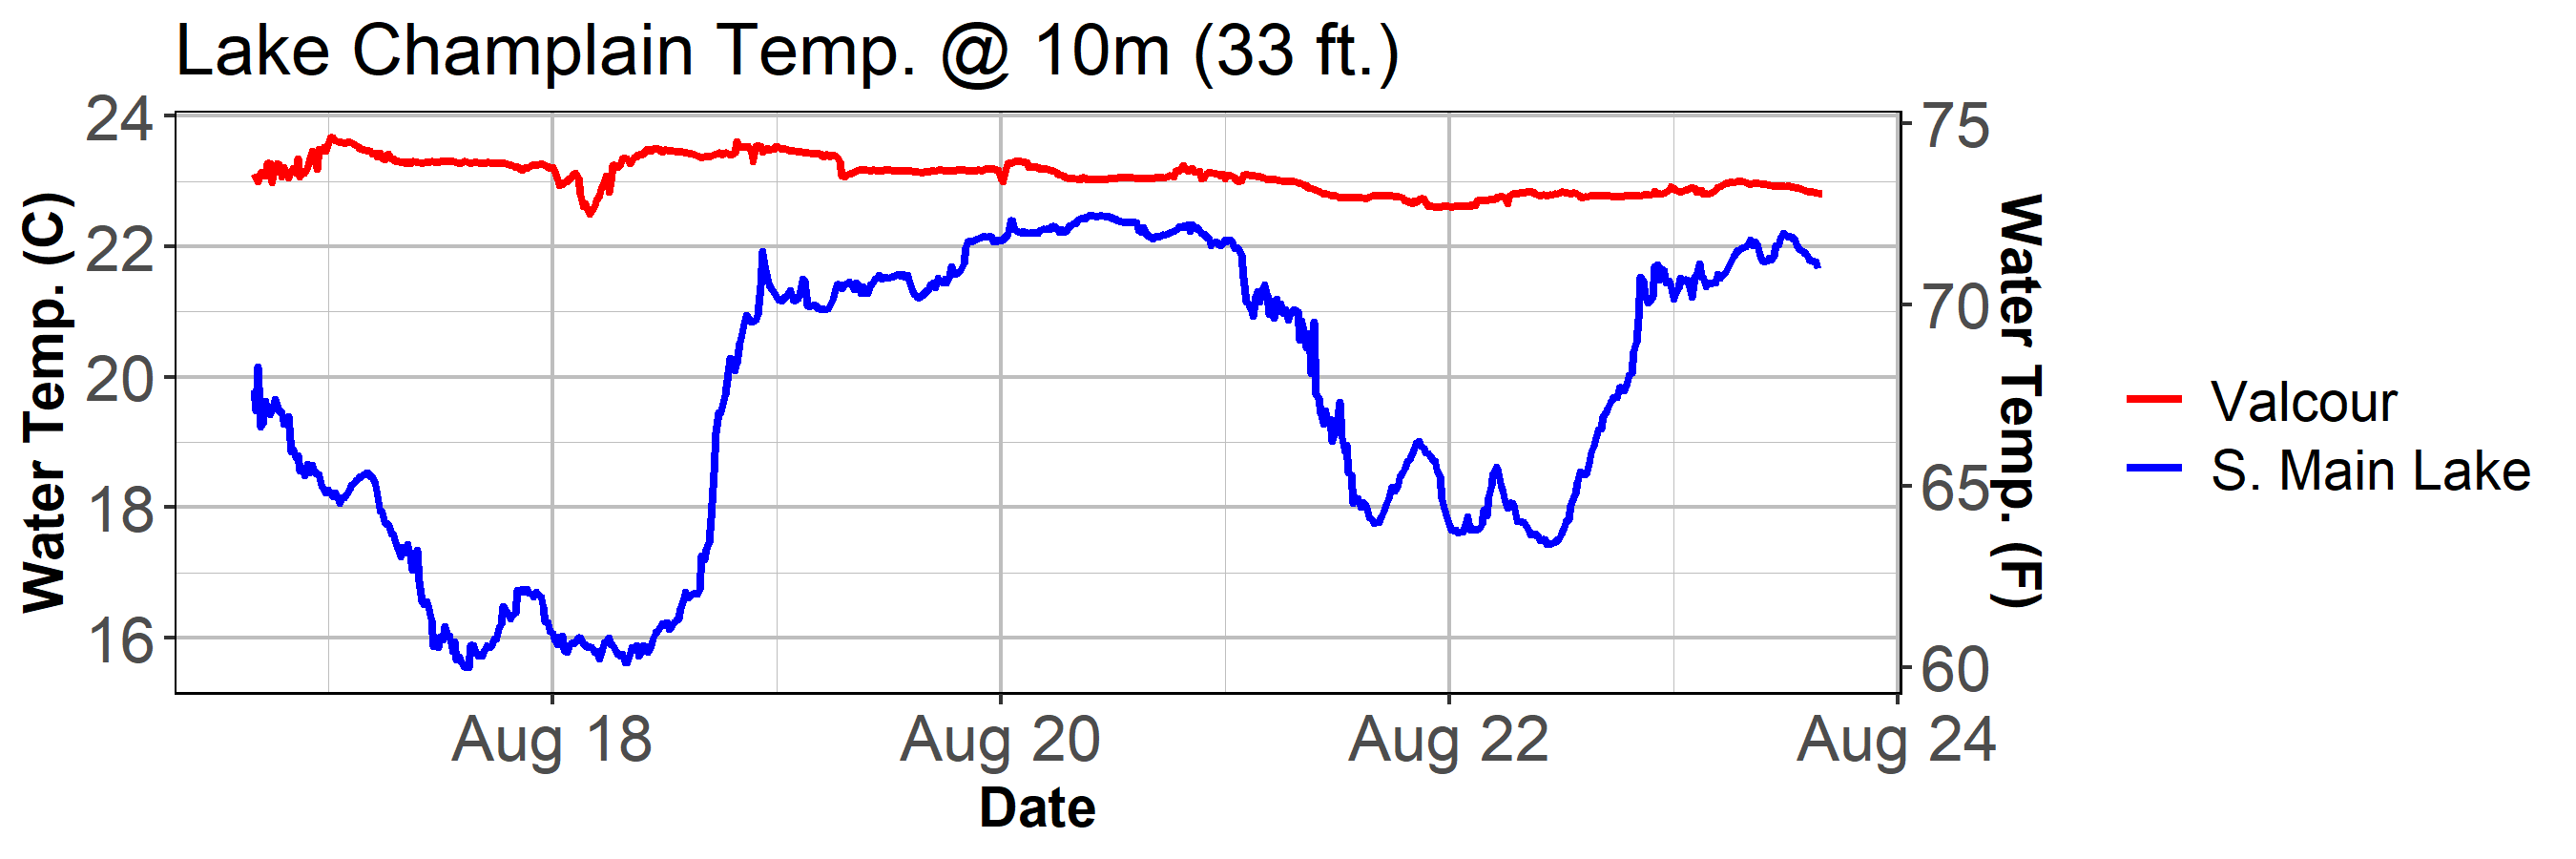 Lake Champlain Temp. @ 10m (33 ft.)
Water Temp. (C)
24
22
20
18
16
75
70
65
60
Water Temp. (F)
Valcour
S. Main Lake
Aug 18
Aug 20
Aug 22
Aug 24
Date